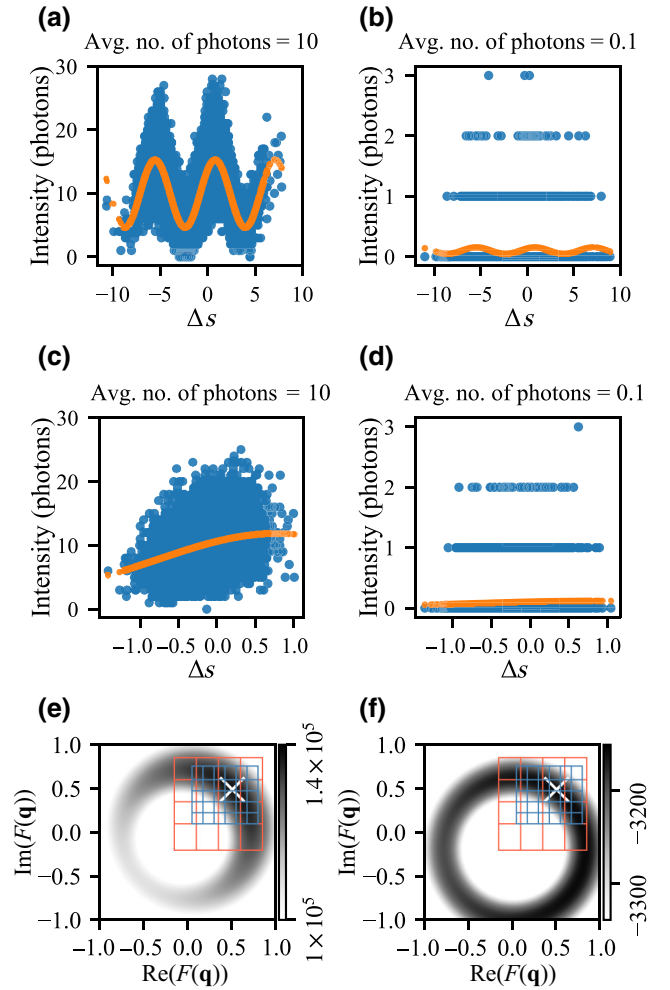 (a)
Avg. no. of photons = 10
Intensity (photons)
30
20
10
0
−10
−5
0
5
10
Δs
(b)
Avg. no. of photons = 0.1
Intensity (photons)
3
2
1
0
−10
−5
0
5
10
Δs
(c)
Avg. no. of photons = 10
Intensity (photons)
30
20
10
0
−1.0
−0.5
0.0
0.5
1.0
Δs
(d)
Avg. no. of photons = 0.1
Intensity (photons)
3
2
1
0
−1.0
−0.5
0.0
0.5
1.0
Δs
(e)
Im(F(q))
1.0
0.5
0.0
−0.5
−1.0
−1.0
−0.5
0.0
0.5
1.0
Re(F(q))
1.4×10⁵
1×10⁵
(f)
Im(F(q))
1.0
0.5
0.0
−0.5
−1.0
−1.0
−0.5
0.0
0.5
1.0
Re(F(q))
−3200
−3300